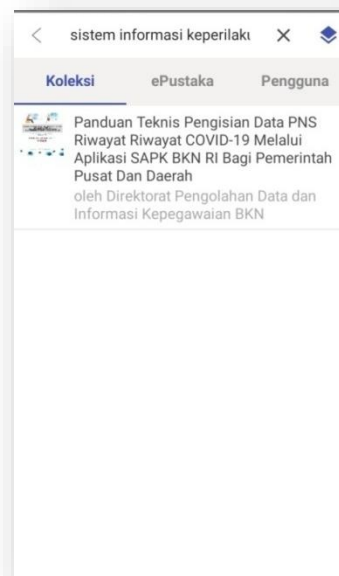 sistem informasi keperilakı
Koleksi ePustaka Pengguna
Panduan Teknis Pengisian Data PNS
Riwayat Riwayat COVID-19 Melalui
Aplikasi SAPK BKN RI Bagi Pemerintah
Pusat Dan Daerah
oleh Direktorat Pengolahan Data dan
Informasi Kepegawaian BKN